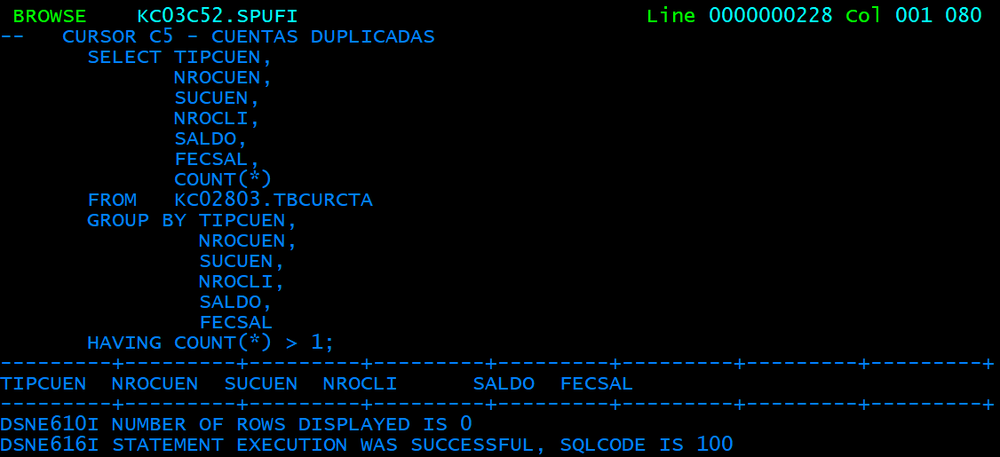 BROWSE    KC03C52.SPUFI                            Line 0000000228 Col 001 080
--   CURSOR C5 - CUENTAS DUPLICADAS
       SELECT TIPCUEN,
              NROCUEN,
              SUCUEN,
              NROCLI,
              SALDO,
              FECSAL,
              COUNT(*)
       FROM   KC02803.TBCURCTA
       GROUP BY TIPCUEN,
                NROCUEN,
                SUCUEN,
                NROCLI,
                SALDO,
                FECSAL
       HAVING COUNT(*) > 1;
---------+---------+---------+---------+---------+---------+---------+---------+
TIPCUEN  NROCUEN  SUCUEN  NROCLI      SALDO  FECSAL
---------+---------+---------+---------+---------+---------+---------+---------+
DSNE610I NUMBER OF ROWS DISPLAYED IS 0
DSNE616I STATEMENT EXECUTION WAS SUCCESSFUL, SQLCODE IS 100